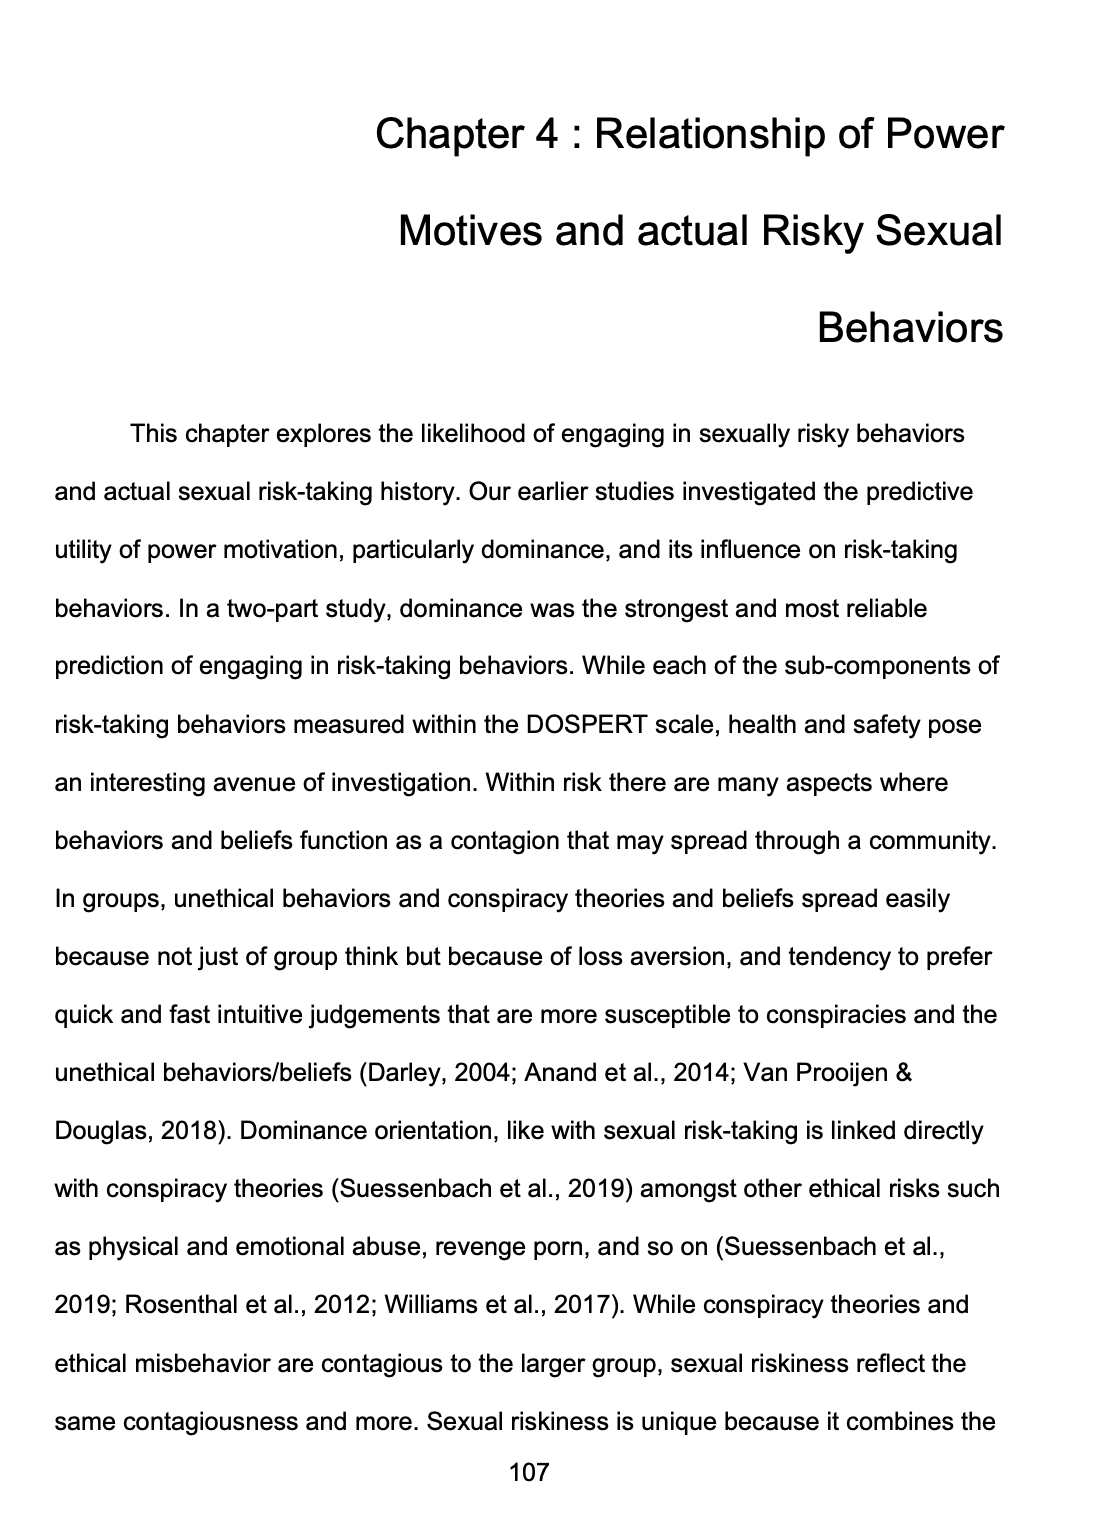 Chapter 4 : Relationship of Power
Motives and actual Risky Sexual
Behaviors
This chapter explores the likelihood of engaging in sexually risky behaviors
and actual sexual risk-taking history. Our earlier studies investigated the predictive
utility of power motivation, particularly dominance, and its influence on risk-taking
behaviors. In a two-part study, dominance was the strongest and most reliable
prediction of engaging in risk-taking behaviors. While each of the sub-components of
risk-taking behaviors measured within the DOSPERT scale, health and safety pose
an interesting avenue of investigation. Within risk there are many aspects where
behaviors and beliefs function as a contagion that may spread through a community.
In groups, unethical behaviors and conspiracy theories and beliefs spread easily
because not just of group think but because of loss aversion, and tendency to prefer
quick and fast intuitive judgements that are more susceptible to conspiracies and the
unethical behaviors/beliefs (Darley, 2004; Anand et al., 2014; Van Prooijen &
Douglas, 2018). Dominance orientation, like with sexual risk-taking is linked directly
with conspiracy theories (Suessenbach et al., 2019) amongst other ethical risks such
as physical and emotional abuse, revenge porn, and so on (Suessenbach et al.,
2019; Rosenthal et al., 2012; Williams et al., 2017). While conspiracy theories and
ethical misbehavior are contagious to the larger group, sexual riskiness reflect the
same contagiousness and more. Sexual riskiness is unique because it combines the
107